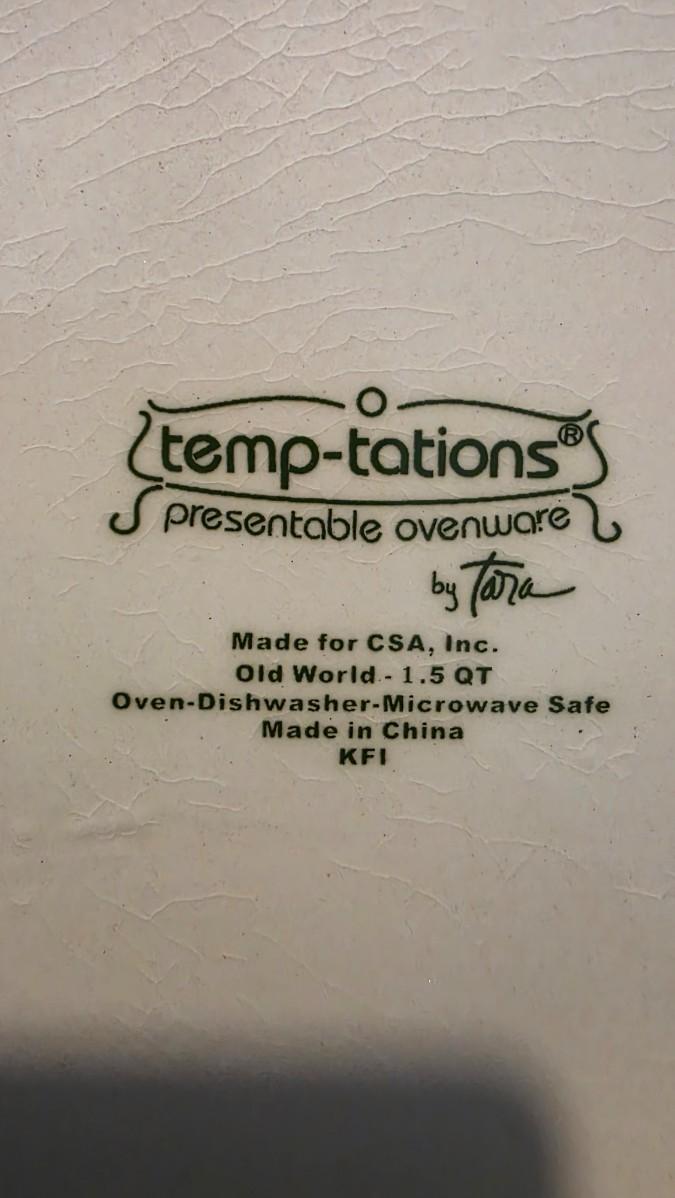 temp-tations®
presentable ovenware
by Tara
Made for CSA, Inc.
Old World - 1.5 QT
Oven-Dishwasher-Microwave Safe
Made in China
KFI